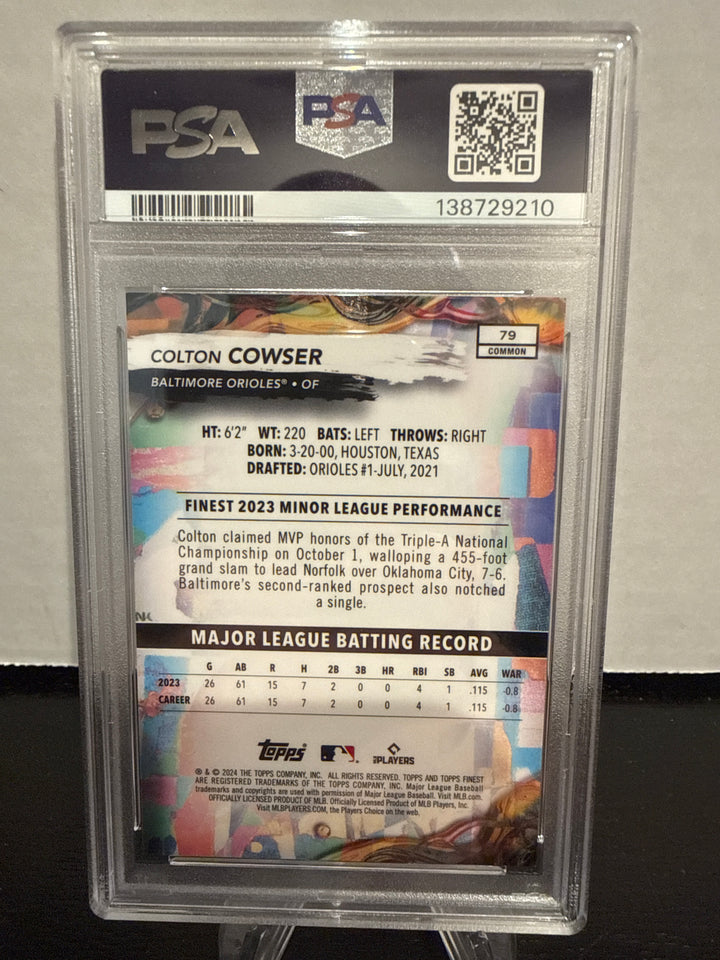 PSA
PSA
138729210
79
COMMON
COLTON COWSER
BALTIMORE ORIOLES® • OF
HT: 6'2" WT: 220 BATS: LEFT THROWS: RIGHT
BORN: 3-20-00, HOUSTON, TEXAS
DRAFTED: ORIOLES #1-JULY, 2021
FINEST 2023 MINOR LEAGUE PERFORMANCE
Colton claimed MVP honors of the Triple-A National
Championship on October 1, walloping a 455-foot
grand slam to lead Norfolk over Oklahoma City, 7-6.
Baltimore's second-ranked prospect also notched
a single.
NK
MAJOR LEAGUE BATTING RECORD
G AB R H 2B 3B HR RBI SB AVG WAR
2023 26 61 15 7 2 0 0 4 1 .115 -0.8
CAREER 26 61 15 7 2 0 0 4 1 .115 -0.8
Topps
PLAYERS
® & © 2024 THE TOPPS COMPANY, INC. ALL RIGHTS RESERVED. TOPPS AND TOPPS FINEST
ARE REGISTERED TRADEMARKS OF THE TOPPS COMPANY, INC. Major League Baseball
trademarks and copyrights are used with permission of Major League Baseball. Visit MLB.com.
OFFICIALLY LICENSED PRODUCT OF MLB. Officially Licensed Product of MLB Players, Inc.
Visit MLBPLAYERS.COM, the Players Choice on the web.